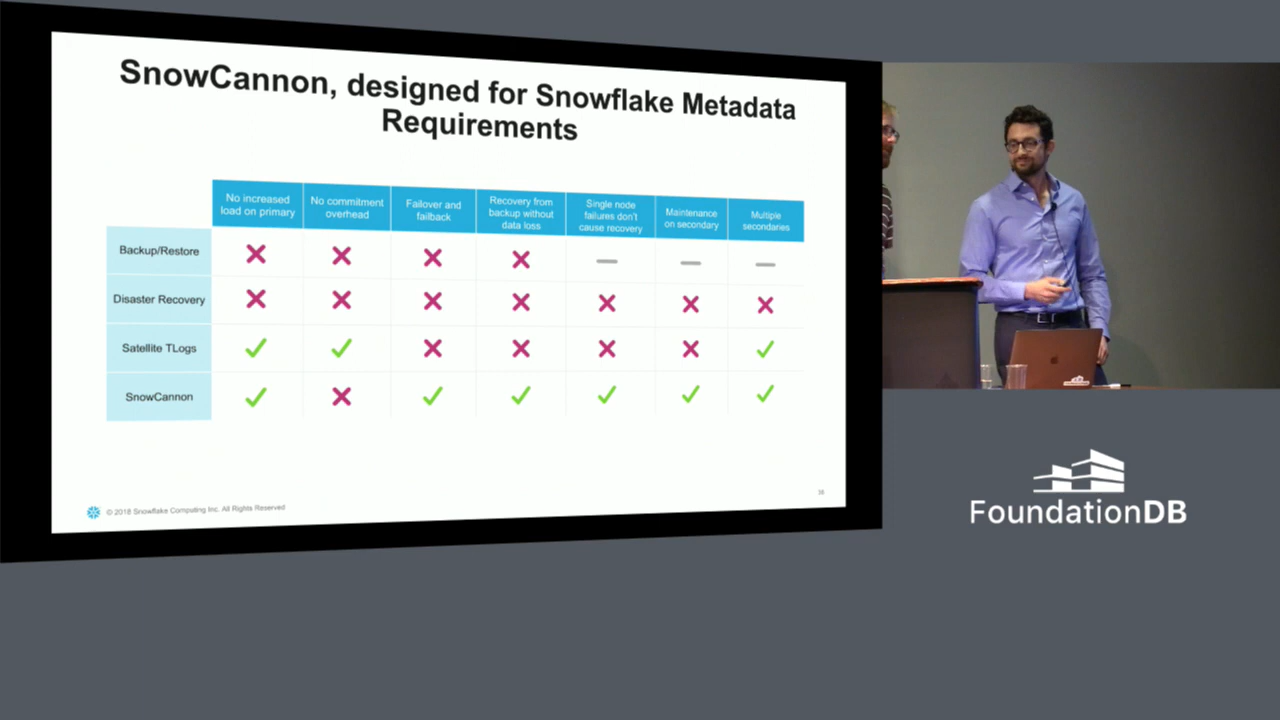 SnowCannon, designed for Snowflake Metadata
Requirements
No increased
load on primary
No commitment
overhead
Failover and
failback
Recovery from
backup without
data loss
Single node
failures don't
cause recovery
Maintenance
on secondary
Multiple
secondaries
Backup/Restore
Disaster Recovery
Satellite TLogs
SnowCannon
© 2018 Snowflake Computing Inc. All Rights Reserved
16
FoundationDB